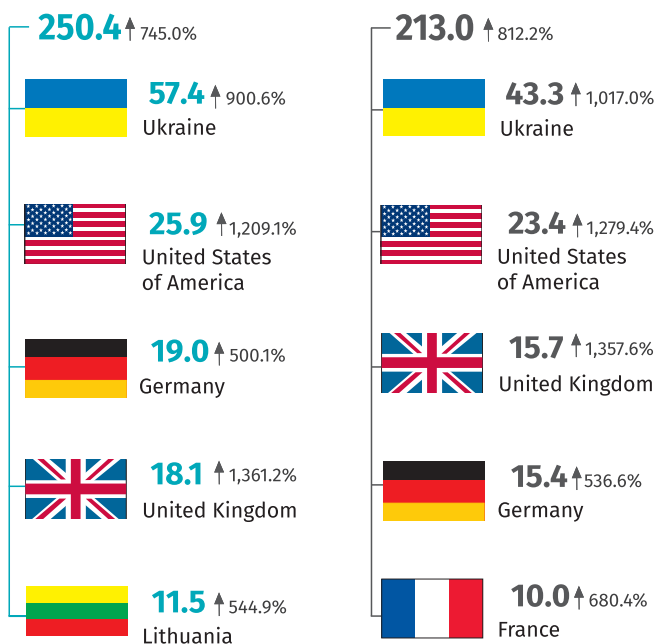 250.4 745.0%
57.4 900.6%
Ukraine
25.9 1,209.1%
United States
of America
19.0 500.1%
Germany
18.1 1,361.2%
United Kingdom
11.5 544.9%
Lithuania
213.0 812.2%
43.3 1,017.0%
Ukraine
23.4 1,279.4%
United States
of America
15.7 1,357.6%
United Kingdom
15.4 536.6%
Germany
10.0 680.4%
France